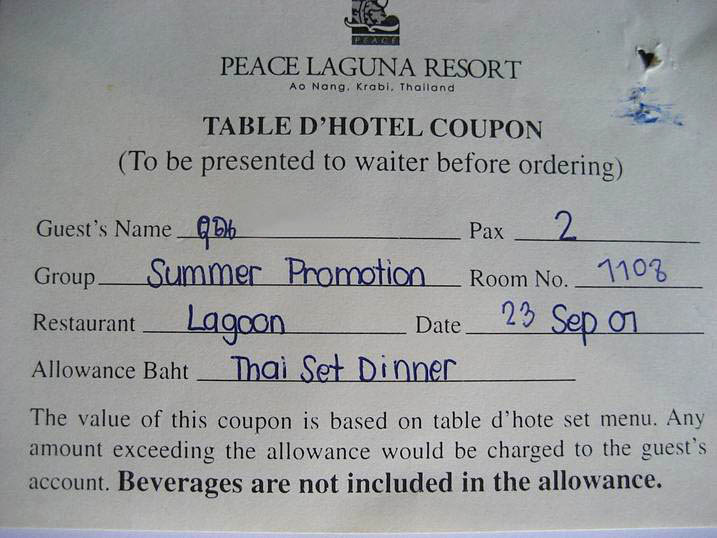 PEACE
PEACE LAGUNA RESORT
Ao Nang, Krabi, Thailand
TABLE D'HOTEL COUPON
(To be presented to waiter before ordering)
Guest's Name Pax 2
Group Summer Promotion Room No. 1108
Restaurant Lagoon Date 23 Sep 07
Allowance Baht Thai Set Dinner
The value of this coupon is based on table d'hote set menu. Any
amount exceeding the allowance would be charged to the guest's
account. Beverages are not included in the allowance.